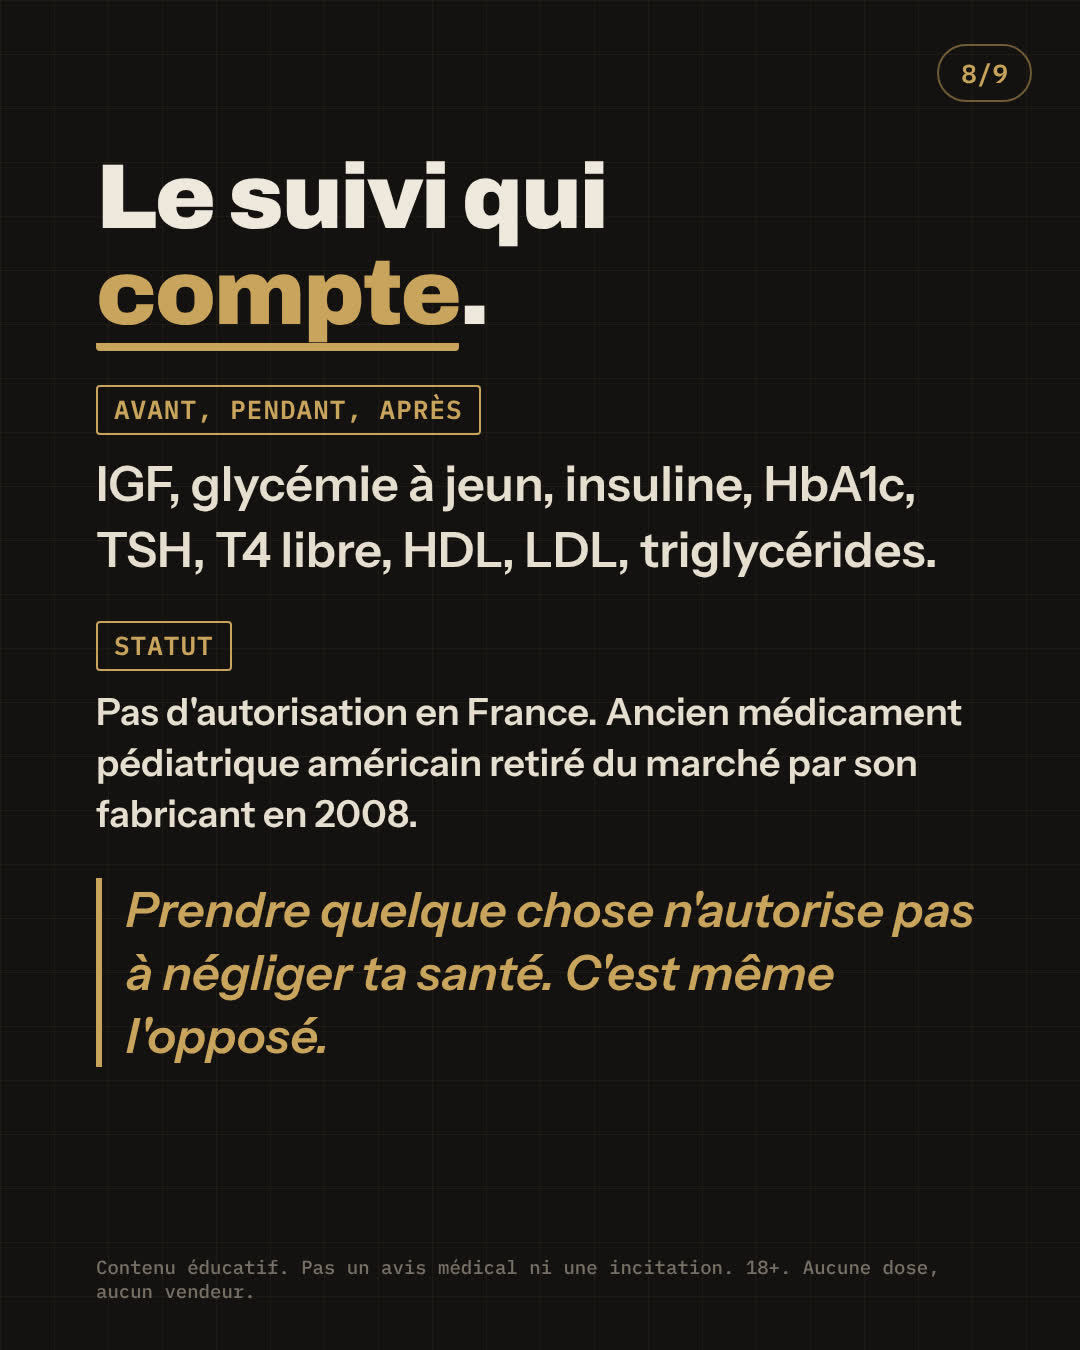 8/9
Le suivi qui
compte.
AVANT, PENDANT, APRÈS
IGF, glycémie à jeun, insuline, HbA1c,
TSH, T4 libre, HDL, LDL, triglycérides.
STATUT
Pas d'autorisation en France. Ancien médicament
pédiatrique américain retiré du marché par son
fabricant en 2008.
Prendre quelque chose n'autorise pas
à négliger ta santé. C'est même
l'opposé.
Contenu éducatif. Pas un avis médical ni une incitation. 18+. Aucune dose,
aucun vendeur.